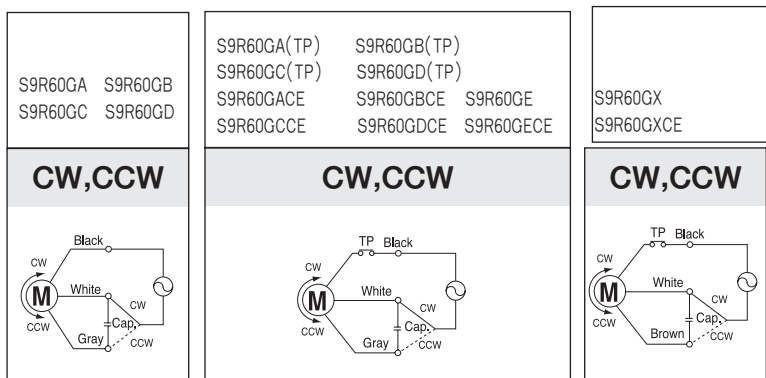 S9R60GA S9R60GB
S9R60GC S9R60GD
CW,CCW
Black
CW
White
M
CW
Cap.
CCW
Gray
CCW
S9R60GA(TP) S9R60GB(TP)
S9R60GC(TP) S9R60GD(TP)
S9R60GACE S9R60GBCE S9R60GE
S9R60GCCE S9R60GDCE S9R60GECE
CW,CCW
TP Black
CW
White
M
CW
Cap.
CCW
Gray
CCW
S9R60GX
S9R60GXCE
CW,CCW
TP Black
CW
White
M
CW
Cap.
CCW
Brown
CCW